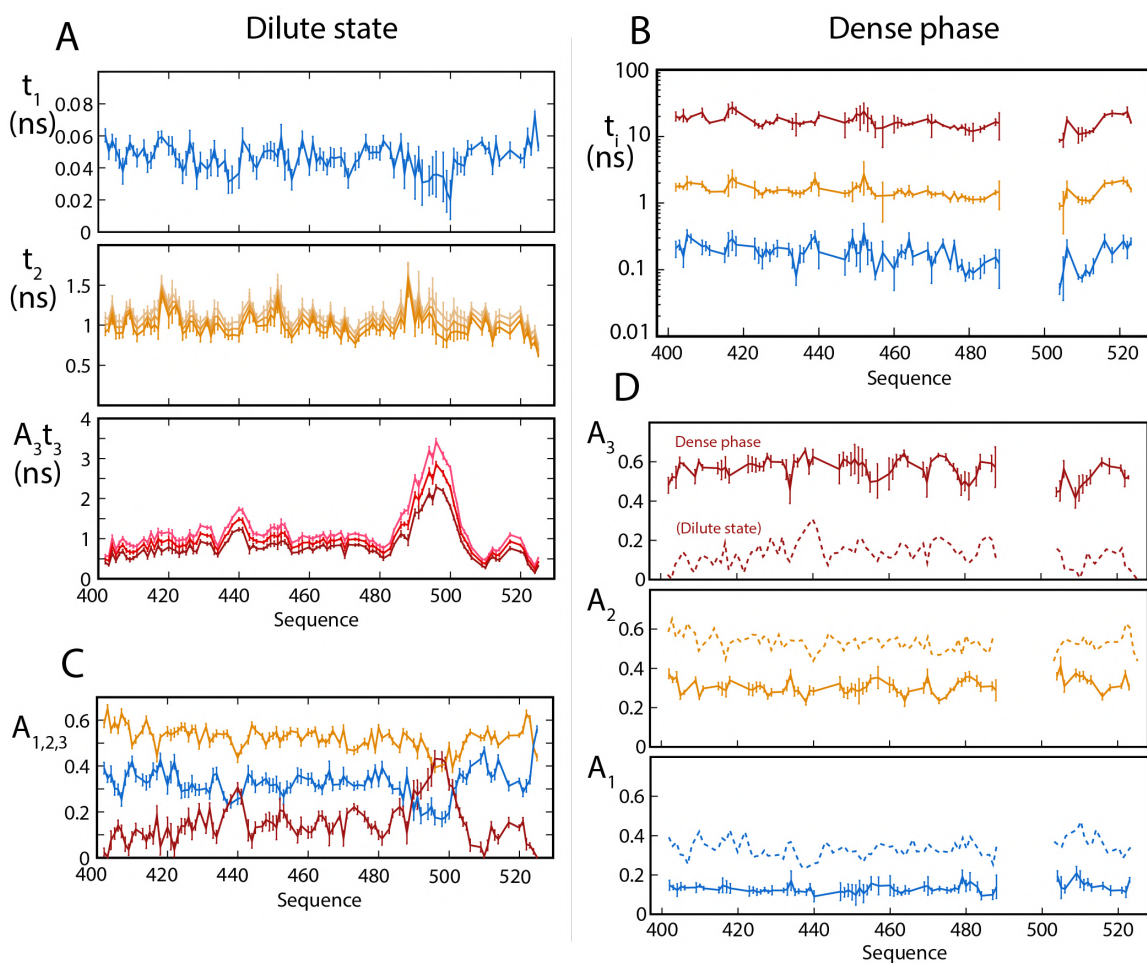 Dilute state
Dense phase
A
t1
(ns)
0.08
0.06
0.04
0.02
0
t2
(ns)
1.5
1
0.5
A3t3
(ns)
4
3
2
1
0
400 420 440 460 480 500 520
Sequence
B
ti
(ns)
100
10
1
0.1
0.01
400 420 440 460 480 500 520
Sequence
C
A1,2,3
0.6
0.4
0.2
0
400 420 440 460 480 500 520
Sequence
D
A3
Dense phase
0.6
0.4
(Dilute state)
0.2
0
A2
0.6
0.4
0.2
0
A1
0.6
0.4
0.2
0
400 420 440 460 480 500 520
Sequence